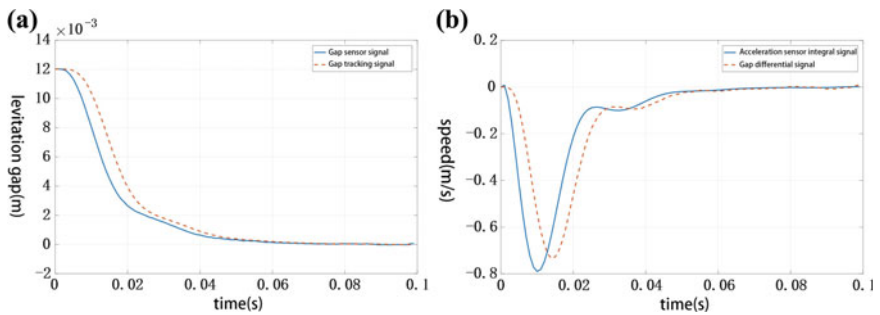 (a)
×10⁻³
14
12
10
8
6
4
2
0
−2
levitation gap(m)
0
0.02
0.04
0.06
0.08
0.1
time(s)
Gap sensor signal
Gap tracking signal
(b)
0.2
0
−0.2
−0.4
−0.6
−0.8
speed(m/s)
0
0.02
0.04
0.06
0.08
0.1
time(s)
Acceleration sensor integral signal
Gap differential signal